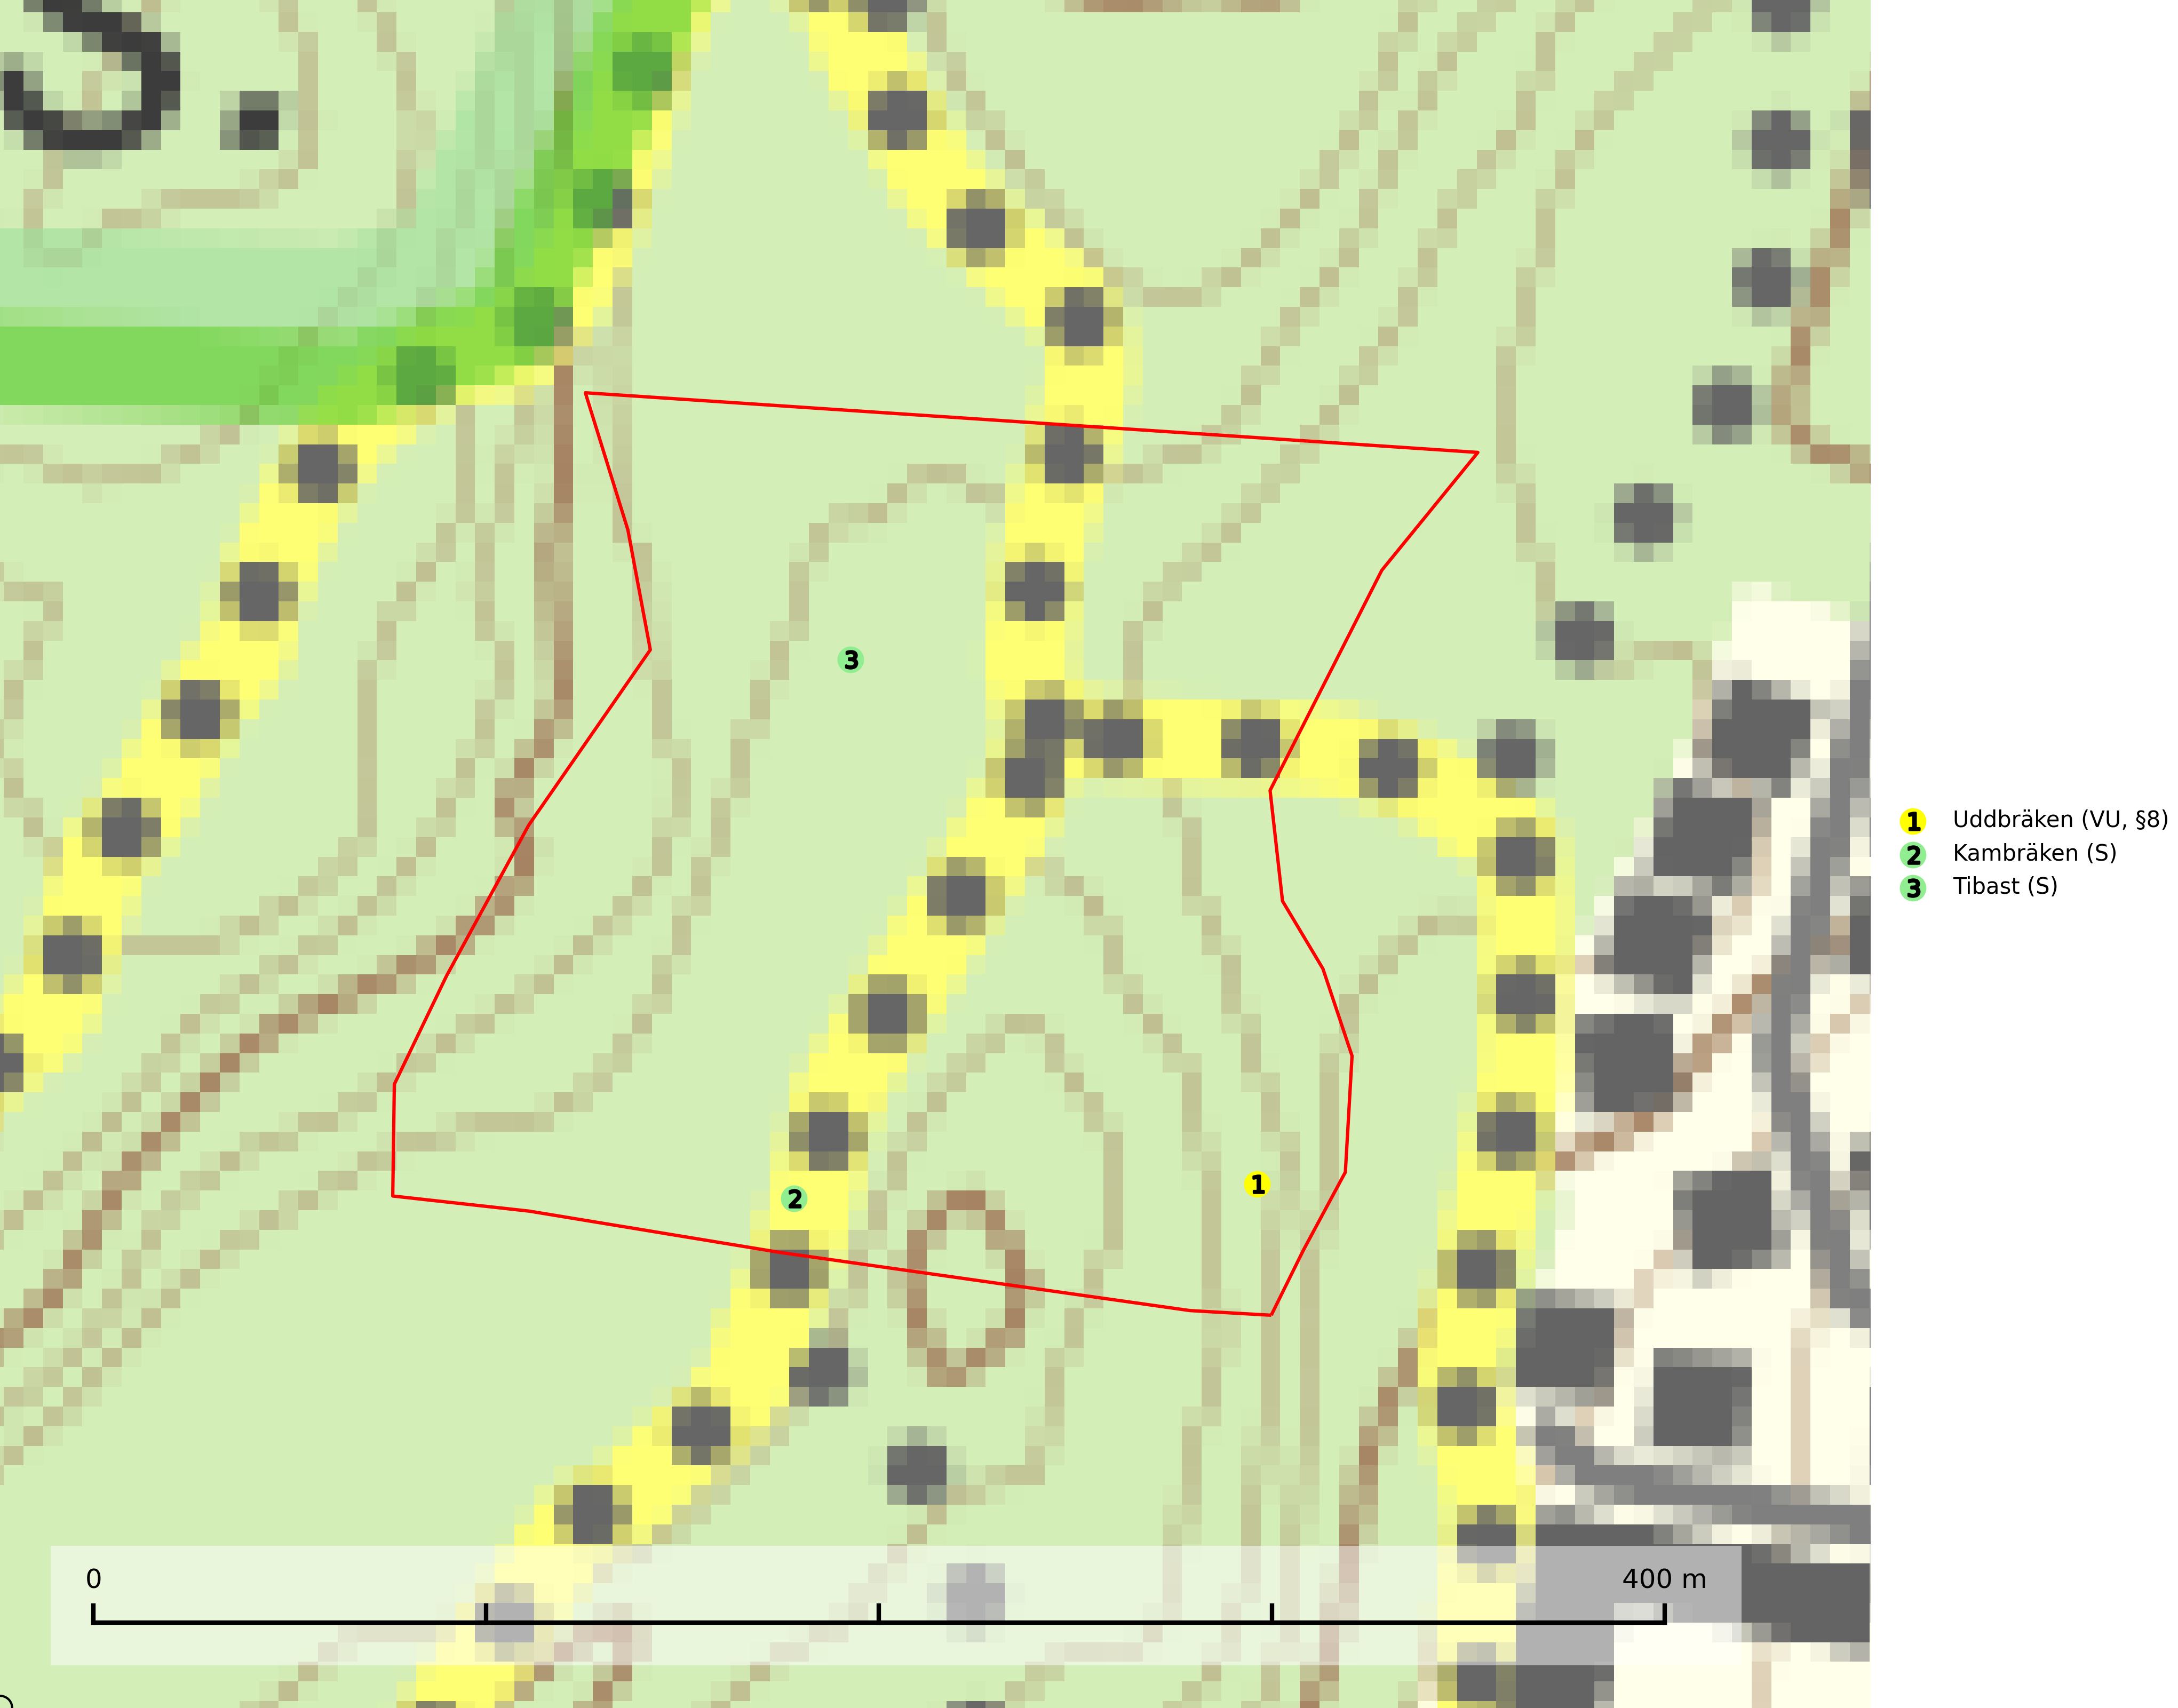 3
2
1
1 Uddbräken (VU, §8)
2 Kambräken (S)
3 Tibast (S)
0 400 m